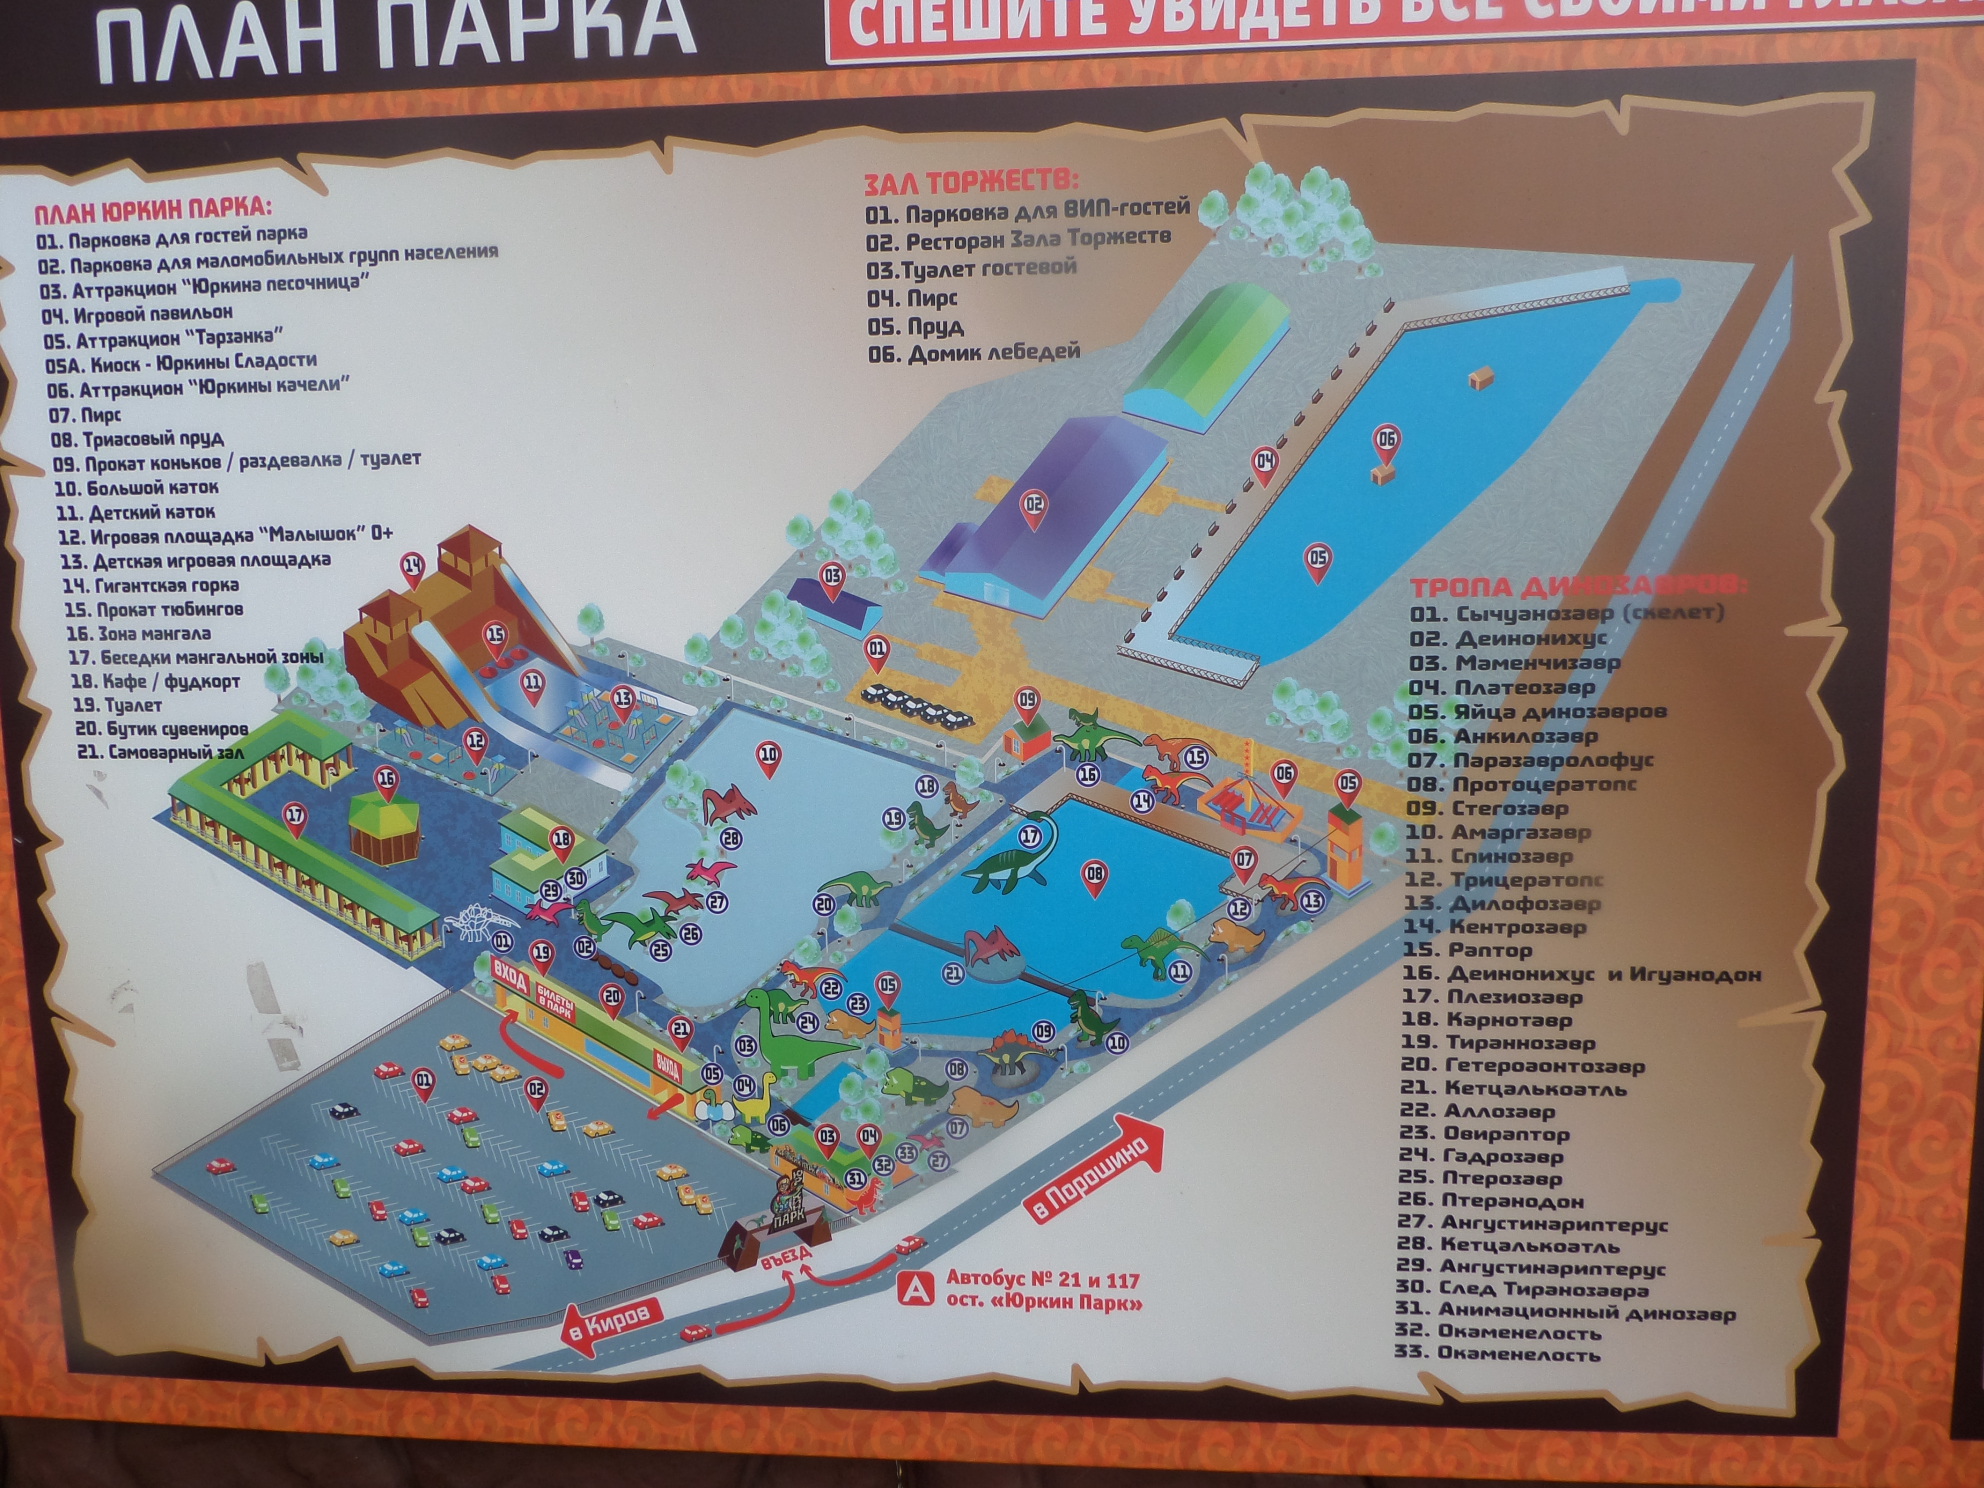 ПЛАН ПАРКА
СПЕШИТЕ УВИДЕТЬ ВСЕ СВОИМИ ГЛАЗАМИ
ПЛАН ЮРКИН ПАРКА:
01. Парковка для гостей парка
02. Парковка для маломобильных групп населения
03. Аттракцион "Юркина песочница"
04. Игровой павильон
05. Аттракцион "Тарзанка"
05А. Киоск - Юркины Сладости
06. Аттракцион "Юркины качели"
07. Пирс
08. Триасовый пруд
09. Прокат коньков / раздевалка / туалет
10. Большой каток
11. Детский каток
12. Игровая площадка "Малышок" 0+
13. Детская игровая площадка
14. Гигантская горка
15. Прокат тюбингов
16. Зона мангала
17. Беседки мангальной зоны
18. Кафе / фудкорт
19. Туалет
20. Бутик сувениров
21. Самоварный зал
ЗАЛ ТОРЖЕСТВ:
01. Парковка для ВИП-гостей
02. Ресторан Зала Торжеств
03.Туалет гостевой
04. Пирс
05. Пруд
06. Домик лебедей
ТРОПА ДИНОЗАВРОВ:
01. Сычуанозавр (скелет)
02. Деинонихус
03. Маменчизавр
04. Платеозавр
05. Яйца динозавров
06. Анкилозавр
07. Паразавролофус
08. Протоцератопс
09. Стегозавр
10. Амаргазавр
11. Спинозавр
12. Трицератопс
13. Дилофозавр
14. Кентрозавр
15. Раптор
16. Деинонихус и Игуанодон
17. Плезиозавр
18. Карнотавр
19. Тираннозавр
20. Гетероаонтозавр
21. Кетцалькоатль
22. Аллозавр
23. Овираптор
24. Гадрозавр
25. Птерозавр
26. Птеранодон
27. Ангустинариптерус
28. Кетцалькоатль
29. Ангустинариптерус
30. След Тиранозавра
31. Анимационный динозавр
32. Окаменелость
33. Окаменелость
ВХОД
БИЛЕТЫ
В ПАРК
ВЫХОД
ПАРК
ВЪЕЗД
в Порошино
в Киров
А
Автобус № 21 и 117
ост. «Юркин Парк»